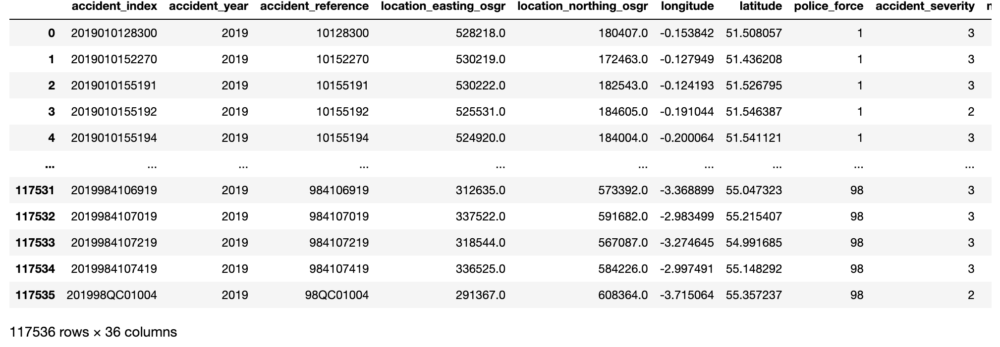 accident_index accident_year accident_reference location_easting_osgr location_northing_osgr longitude latitude police_force accident_severity n
0 2019010128300 2019 10128300 528218.0 180407.0 -0.153842 51.508057 1 3
1 2019010152270 2019 10152270 530219.0 172463.0 -0.127949 51.436208 1 3
2 2019010155191 2019 10155191 530222.0 182543.0 -0.124193 51.526795 1 3
3 2019010155192 2019 10155192 525531.0 184605.0 -0.191044 51.546387 1 2
4 2019010155194 2019 10155194 524920.0 184004.0 -0.200064 51.541121 1 3
... ... ... ... ... ... ... ... ... ...
117531 2019984106919 2019 984106919 312635.0 573392.0 -3.368899 55.047323 98 3
117532 2019984107019 2019 984107019 337522.0 591682.0 -2.983499 55.215407 98 3
117533 2019984107219 2019 984107219 318544.0 567087.0 -3.274645 54.991685 98 3
117534 2019984107419 2019 984107419 336525.0 584226.0 -2.997491 55.148292 98 3
117535 201998QC01004 2019 98QC01004 291367.0 608364.0 -3.715064 55.357237 98 2
117536 rows × 36 columns